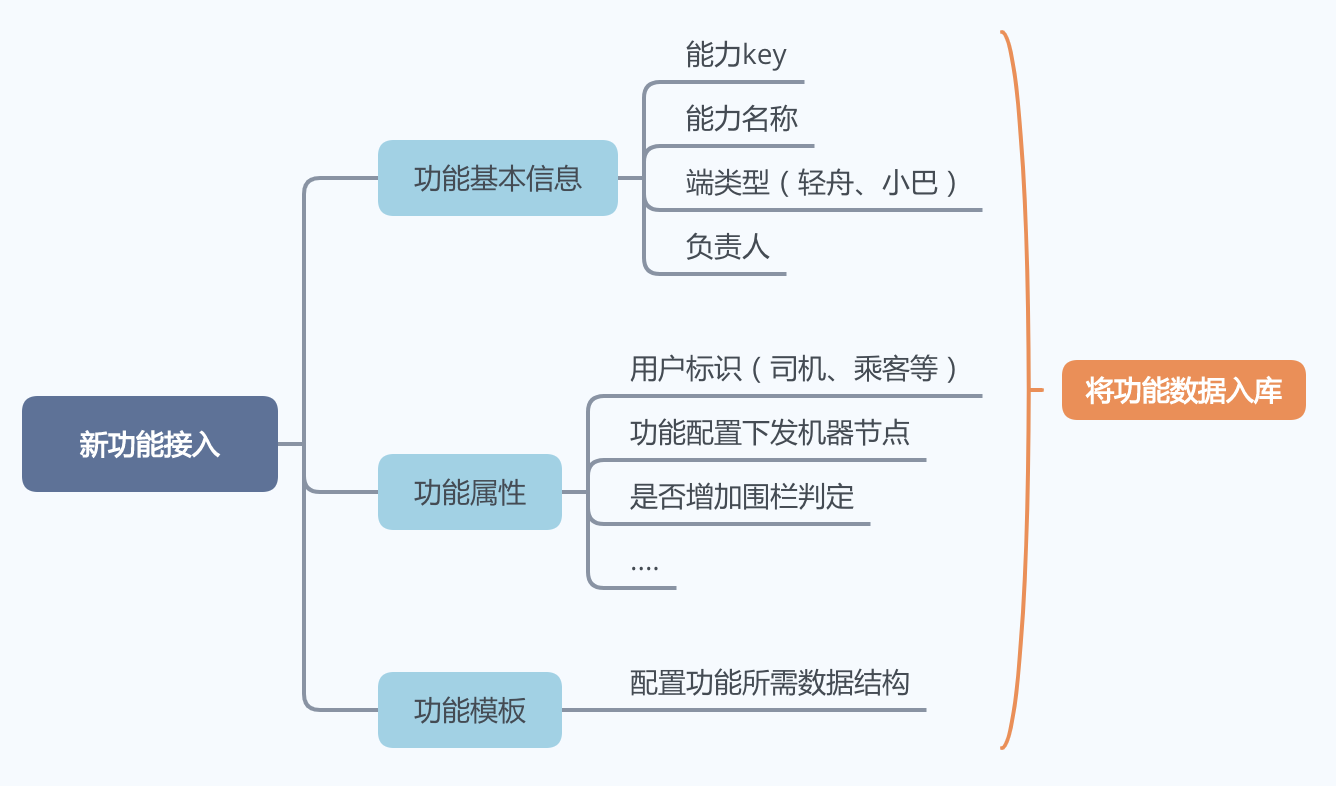 新功能接入
功能基本信息
能力key
能力名称
端类型（轻舟、小巴）
负责人
功能属性
用户标识（司机、乘客等）
功能配置下发机器节点
是否增加围栏判定
....
功能模板
配置功能所需数据结构
将功能数据入库